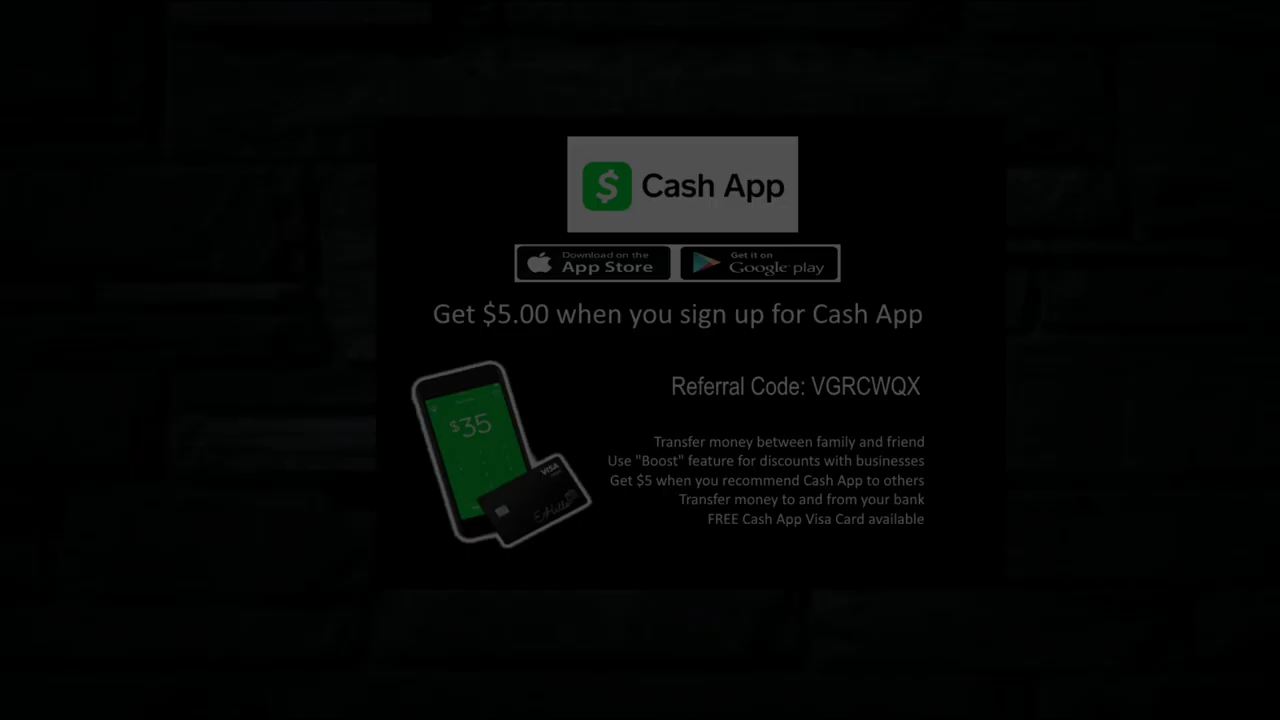 $ Cash App
Download on the
App Store
Get it on
Google play
Get $5.00 when you sign up for Cash App
Referral Code: VGRCWQX
$35
VISA
Transfer money between family and friend
Use "Boost" feature for discounts with businesses
Get $5 when you recommend Cash App to others
Transfer money to and from your bank
FREE Cash App Visa Card available